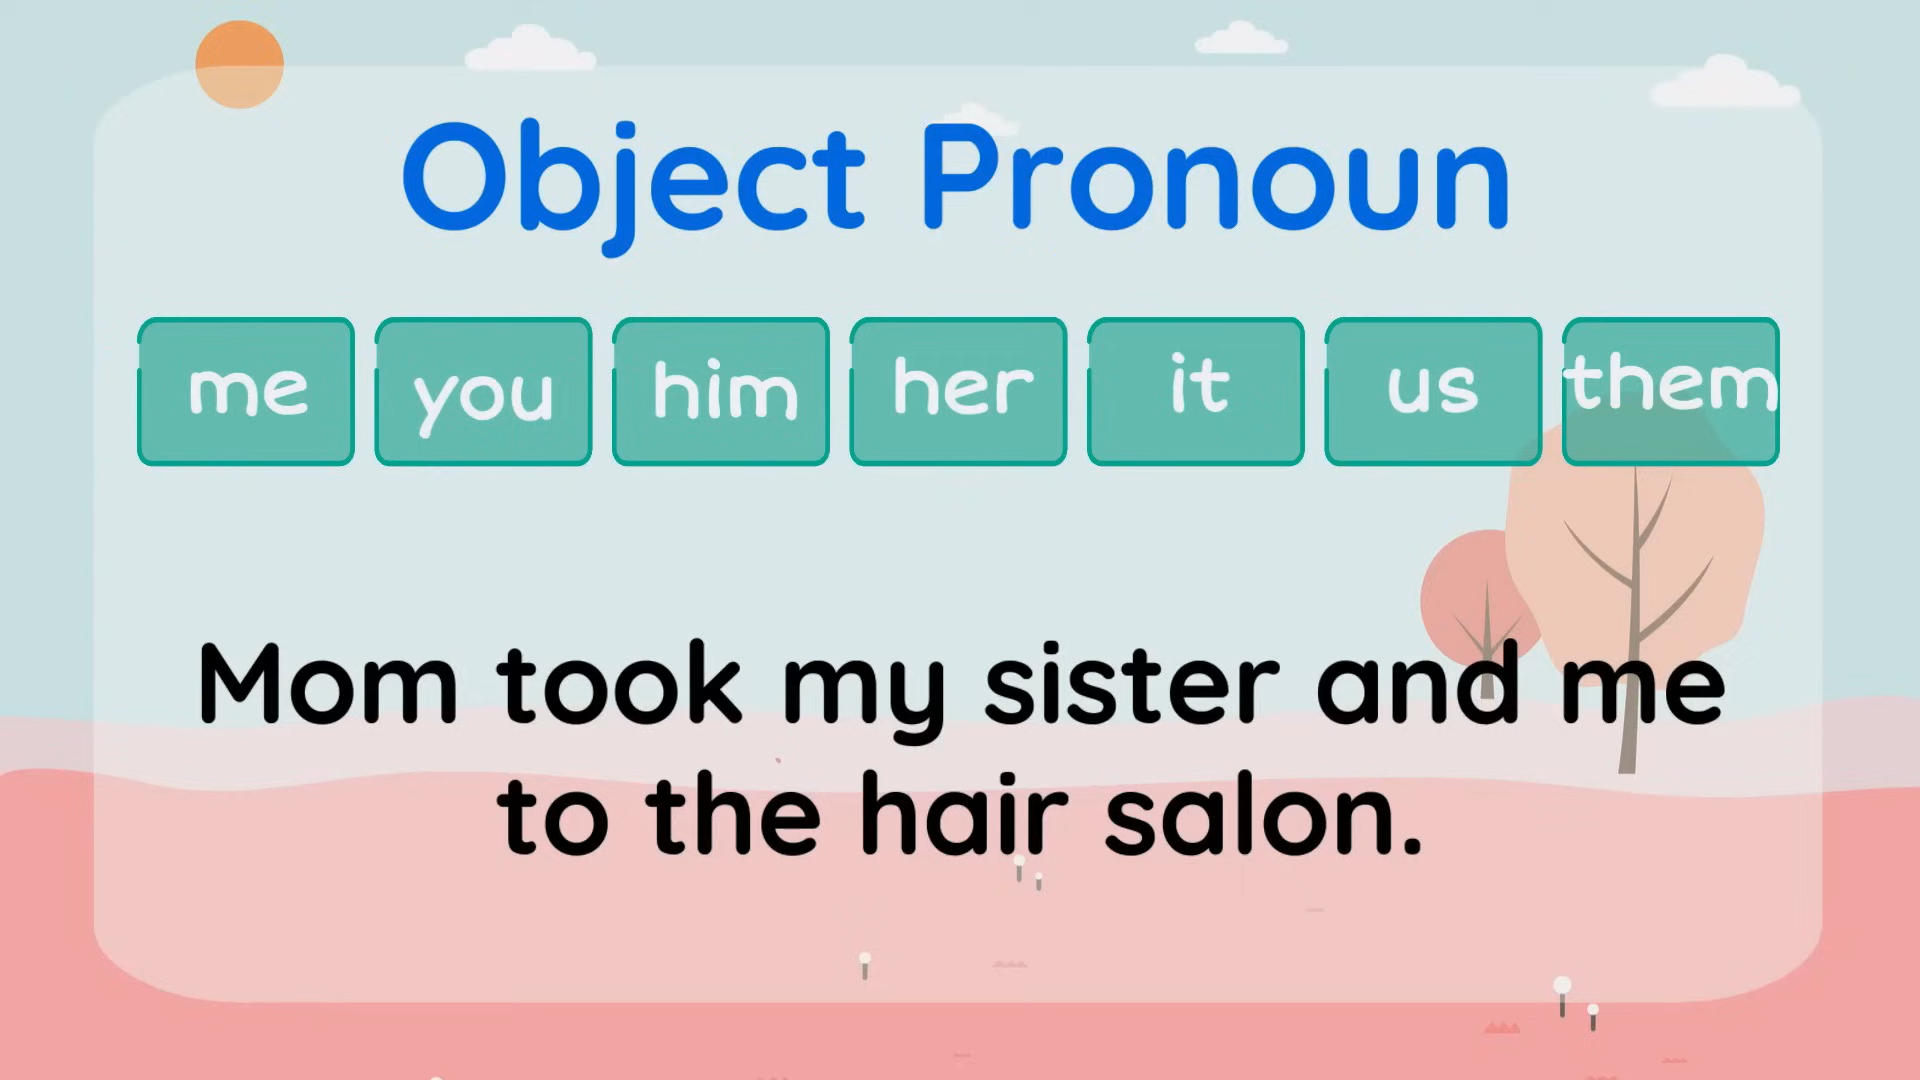 Object Pronoun
me you him her it us them
Mom took my sister and me
to the hair salon.